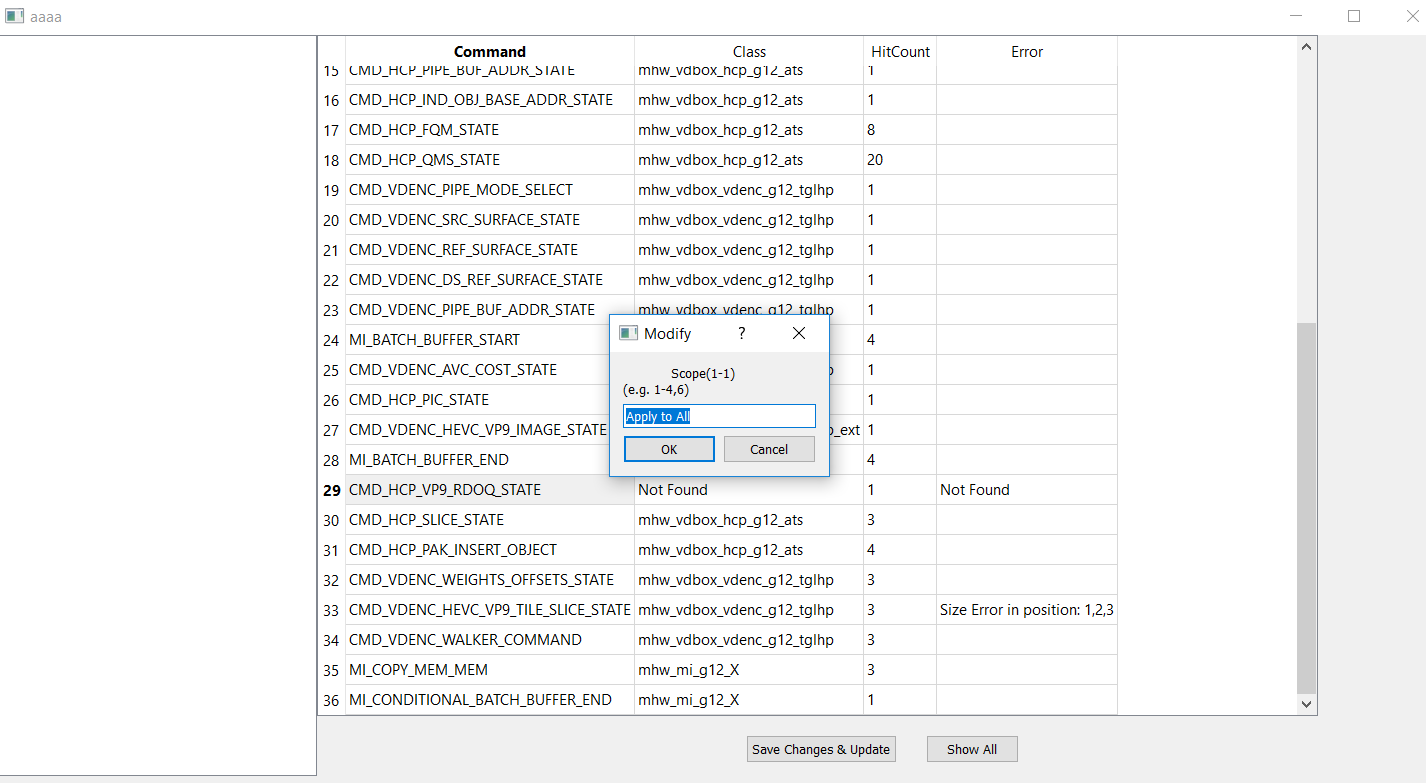 aaaa
Command Class HitCount Error
15 CMD_HCP_PIPE_BUF_ADDR_STATE mhw_vdbox_hcp_g12_ats 1
16 CMD_HCP_IND_OBJ_BASE_ADDR_STATE mhw_vdbox_hcp_g12_ats 1
17 CMD_HCP_FQM_STATE mhw_vdbox_hcp_g12_ats 8
18 CMD_HCP_QMS_STATE mhw_vdbox_hcp_g12_ats 20
19 CMD_VDENC_PIPE_MODE_SELECT mhw_vdbox_vdenc_g12_tglhp 1
20 CMD_VDENC_SRC_SURFACE_STATE mhw_vdbox_vdenc_g12_tglhp 1
21 CMD_VDENC_REF_SURFACE_STATE mhw_vdbox_vdenc_g12_tglhp 1
22 CMD_VDENC_DS_REF_SURFACE_STATE mhw_vdbox_vdenc_g12_tglhp 1
23 CMD_VDENC_PIPE_BUF_ADDR_STATE mhw_vdbox_vdenc_g12_tglhp 1
24 MI_BATCH_BUFFER_START 4
25 CMD_VDENC_AVC_COST_STATE 1
26 CMD_HCP_PIC_STATE 1
27 CMD_VDENC_HEVC_VP9_IMAGE_STATE _ext 1
28 MI_BATCH_BUFFER_END 4
29 CMD_HCP_VP9_RDOQ_STATE Not Found 1 Not Found
30 CMD_HCP_SLICE_STATE mhw_vdbox_hcp_g12_ats 3
31 CMD_HCP_PAK_INSERT_OBJECT mhw_vdbox_hcp_g12_ats 4
32 CMD_VDENC_WEIGHTS_OFFSETS_STATE mhw_vdbox_vdenc_g12_tglhp 3
33 CMD_VDENC_HEVC_VP9_TILE_SLICE_STATE mhw_vdbox_vdenc_g12_tglhp 3 Size Error in position: 1,2,3
34 CMD_VDENC_WALKER_COMMAND mhw_vdbox_vdenc_g12_tglhp 3
35 MI_COPY_MEM_MEM mhw_mi_g12_X 3
36 MI_CONDITIONAL_BATCH_BUFFER_END mhw_mi_g12_X 1
Modify ?
Scope(1-1)
(e.g. 1-4,6)
Apply to All
OK Cancel
Save Changes & Update Show All